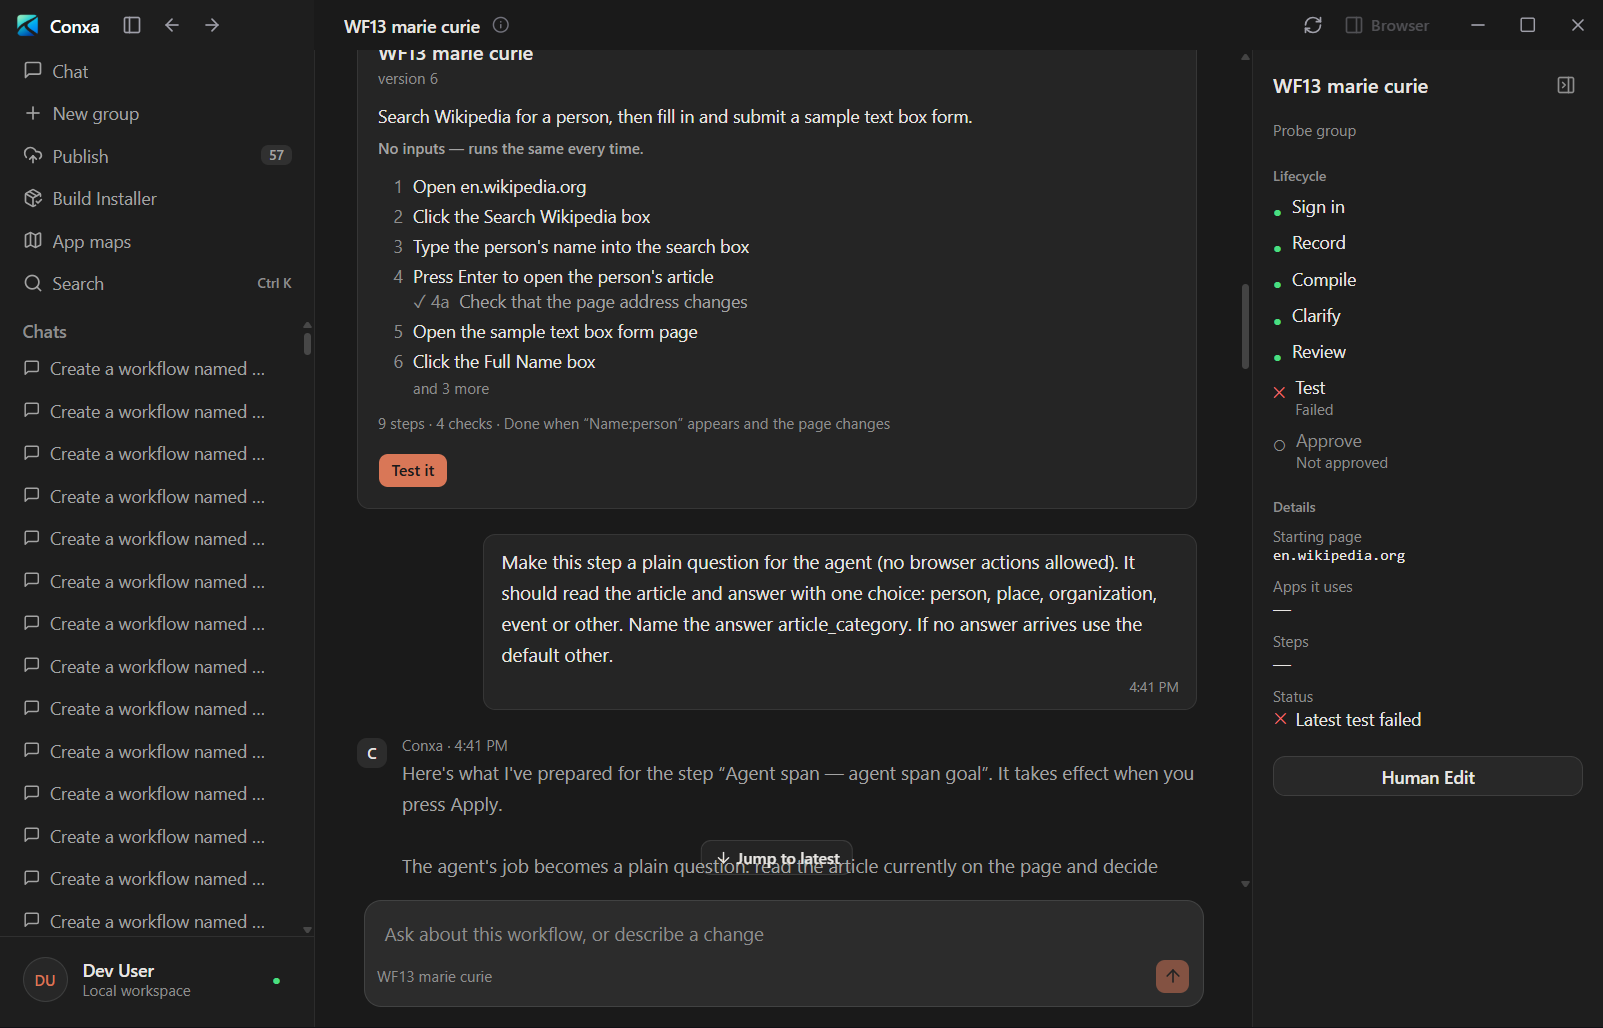 Conxa
WF13 marie curie
Browser
Chat
New group
Publish 57
Build Installer
App maps
Search Ctrl K
Chats
Create a workflow named ...
Create a workflow named ...
Create a workflow named ...
Create a workflow named ...
Create a workflow named ...
Create a workflow named ...
Create a workflow named ...
Create a workflow named ...
Create a workflow named ...
Create a workflow named ...
Create a workflow named ...
Create a workflow named ...
Create a workflow named ...
Create a workflow named ...
DU
Dev User
Local workspace
WF13 marie curie
version 6
Search Wikipedia for a person, then fill in and submit a sample text box form.
No inputs — runs the same every time.
1 Open en.wikipedia.org
2 Click the Search Wikipedia box
3 Type the person's name into the search box
4 Press Enter to open the person's article
✓ 4a Check that the page address changes
5 Open the sample text box form page
6 Click the Full Name box
and 3 more
9 steps · 4 checks · Done when “Name:person” appears and the page changes
Test it
Make this step a plain question for the agent (no browser actions allowed). It
should read the article and answer with one choice: person, place, organization,
event or other. Name the answer article_category. If no answer arrives use the
default other.
4:41 PM
C
Conxa · 4:41 PM
Here's what I've prepared for the step “Agent span — agent span goal”. It takes effect when you
press Apply.
Jump to latest
The agent's job becomes a plain question: read the article currently on the page and decide
Ask about this workflow, or describe a change
WF13 marie curie
WF13 marie curie
Probe group
Lifecycle
Sign in
Record
Compile
Clarify
Review
Test
Failed
Approve
Not approved
Details
Starting page
en.wikipedia.org
Apps it uses
—
Steps
—
Status
Latest test failed
Human Edit